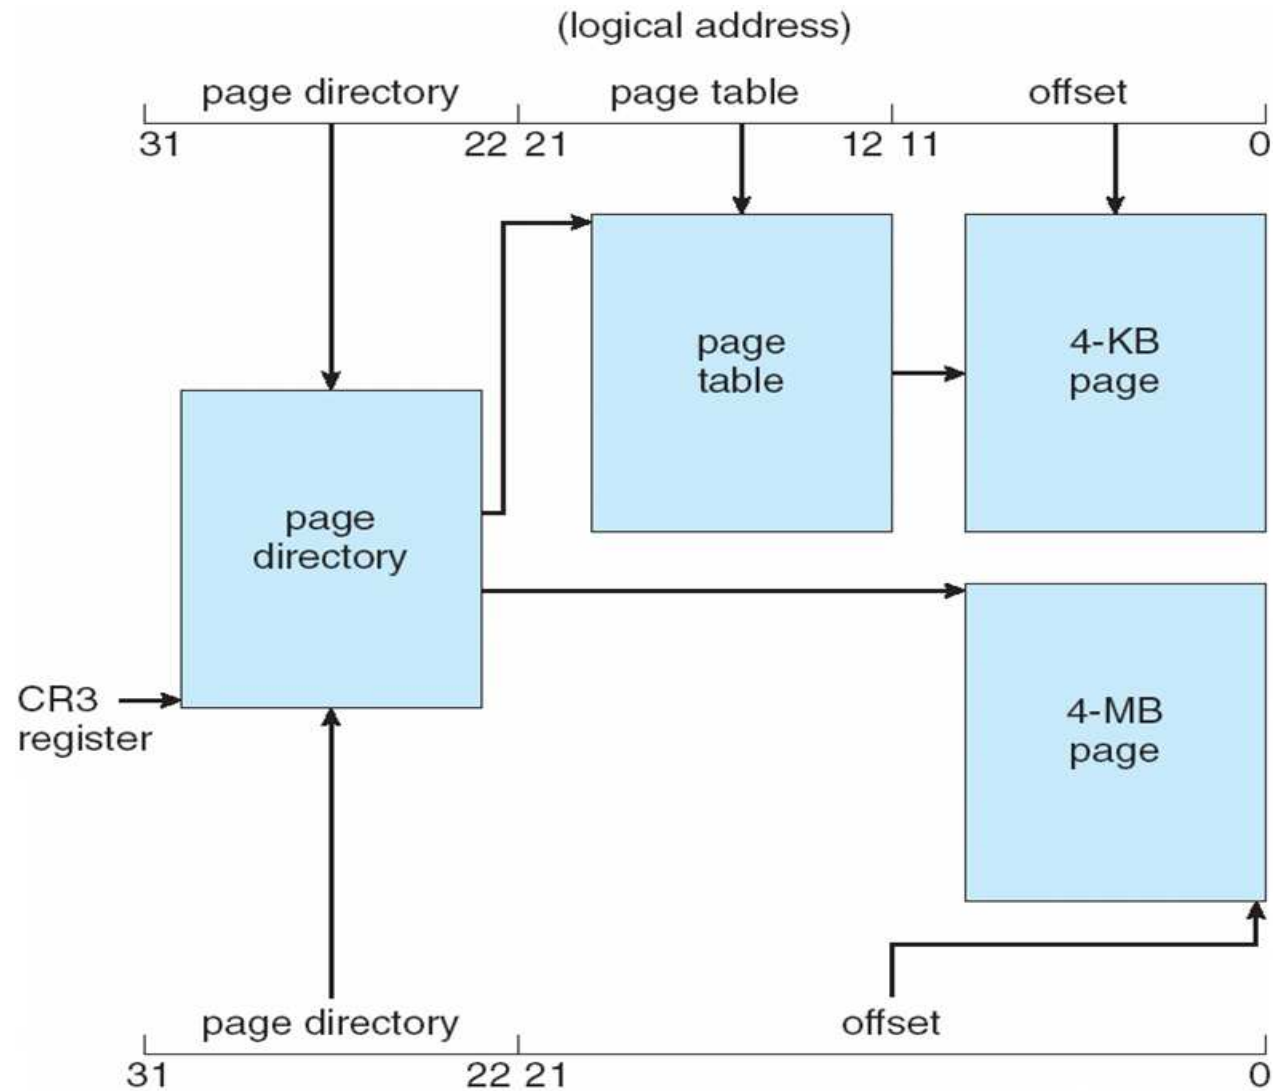 (logical address)
page directory page table offset
31 22 21 12 11 0
page
table
4-KB
page
page
directory
CR3
register
4-MB
page
page directory offset
31 22 21 0